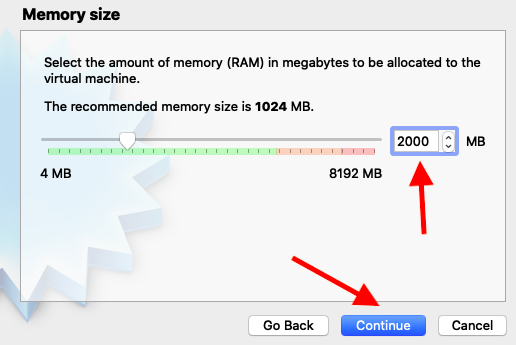 Memory size
Select the amount of memory (RAM) in megabytes to be allocated to the
virtual machine.
The recommended memory size is 1024 MB.
2000 MB
4 MB 8192 MB
Go Back Continue Cancel